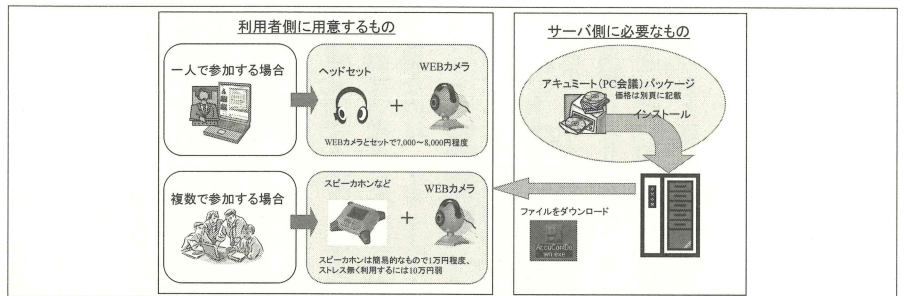 利用者側に用意するもの
一人で参加する場合
ヘッドセット
WEBカメラ
＋
WEBカメラとセットで7,000～8,000円程度
複数で参加する場合
スピーカホンなど
WEBカメラ
＋
スピーカホンは簡易的なもので1万円程度、
ストレス無く利用するには10万円弱
サーバ側に必要なもの
アキュミート(PC会議)パッケージ
価格は別頁に記載
インストール
ファイルをダウンロード
AccuConDo
wn.exe